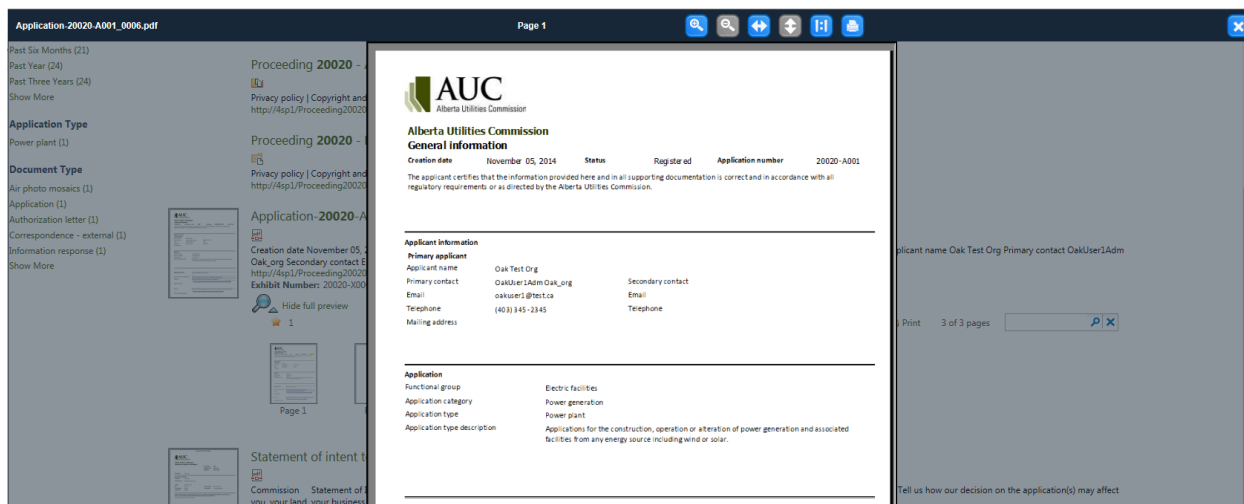 Application-20020-A001_0006.pdf
Page 1
Past Six Months (21)
Past Year (24)
Past Three Years (24)
Show More
Application Type
Power plant (1)
Document Type
Air photo mosaics (1)
Application (1)
Authorization letter (1)
Correspondence - external (1)
Information response (1)
Show More
Proceeding 20020 -
Privacy policy | Copyright and
http://4sp1/Proceeding20020
Proceeding 20020 -
Privacy policy | Copyright and
http://4sp1/Proceeding20020
Application-20020-A
Creation date November 05, 2
Oak_org Secondary contact E
http://4sp1/Proceeding20020
Exhibit Number: 20020-X00
Hide full preview
1
Page 1
Statement of intent t
Commission Statement of I
you, your land, your business
AUC
Alberta Utilities Commission
Alberta Utilities Commission
General information
Creation date November 05, 2014 Status Registered Application number 20020-A001
The applicant certifies that the information provided here and in all supporting documentation is correct and in accordance with all
regulatory requirements or as directed by the Alberta Utilities Commission.
Applicant information
Primary applicant
Applicant name Oak Test Org
Primary contact OakUser1Adm Oak_org Secondary contact
Email oakuser1@test.ca Email
Telephone (403) 345-2345 Telephone
Mailing address
Application
Functional group Electric facilities
Application category Power generation
Application type Power plant
Application type description Applications for the construction, operation or alteration of power generation and associated
facilities from any energy source including wind or solar.
plicant name Oak Test Org Primary contact OakUser1Adm
Print 3 of 3 pages
Tell us how our decision on the application(s) may affect